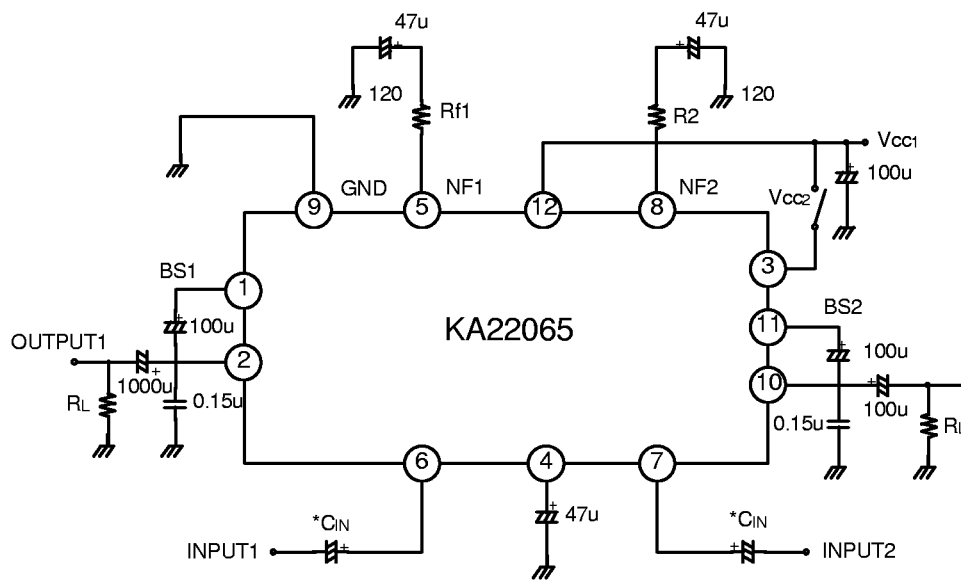 47u
47u
120
Rf1
R2
120
Vcc1
100u
Vcc2
GND
NF1
NF2
9
5
12
8
3
BS1
1
100u
KA22065
11
BS2
100u
OUTPUT1
2
10
1000u
RL
0.15u
0.15u
100u
RL
6
4
7
*CIN
47u
*CIN
INPUT1
INPUT2